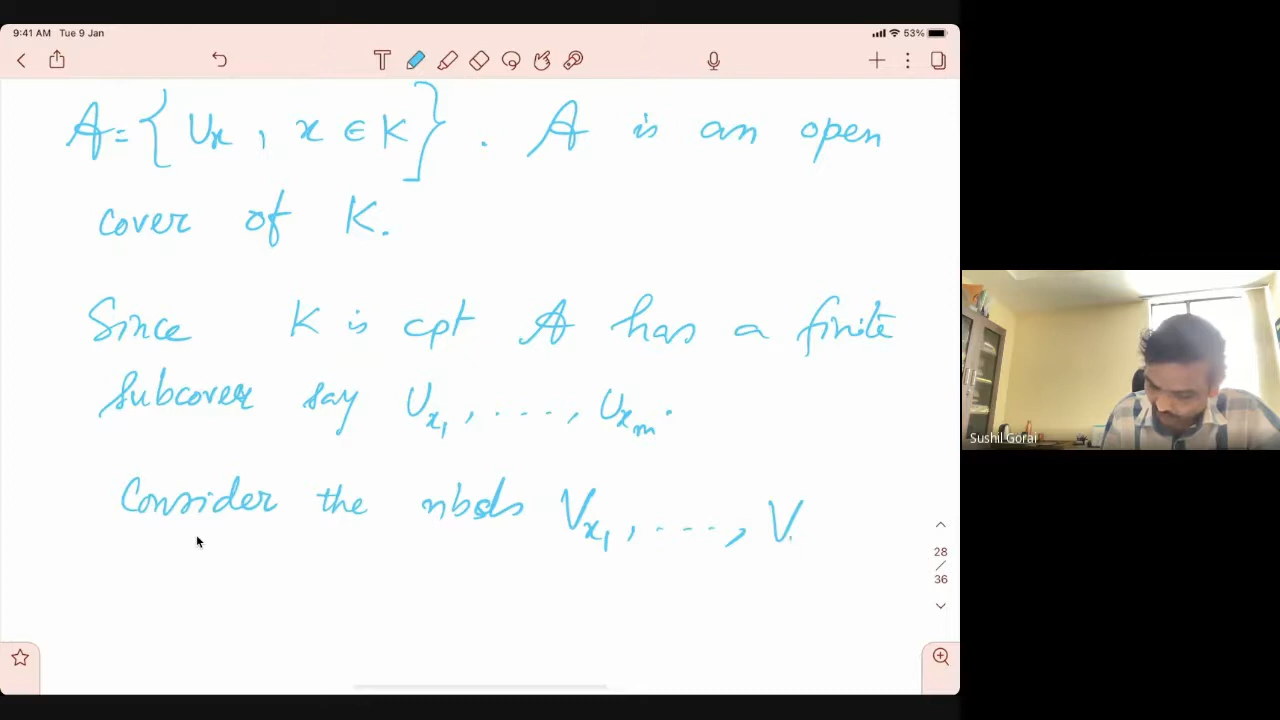 9:41 AM Tue 9 Jan
53%
A = { Ux , x ∈ K } . A is an open
cover of K.
Since K is cpt A has a finite
subcover say Ux1 , .... , Uxm .
Consider the nbds Vx1 , .... , V
28
/
36
Sushil Gorai